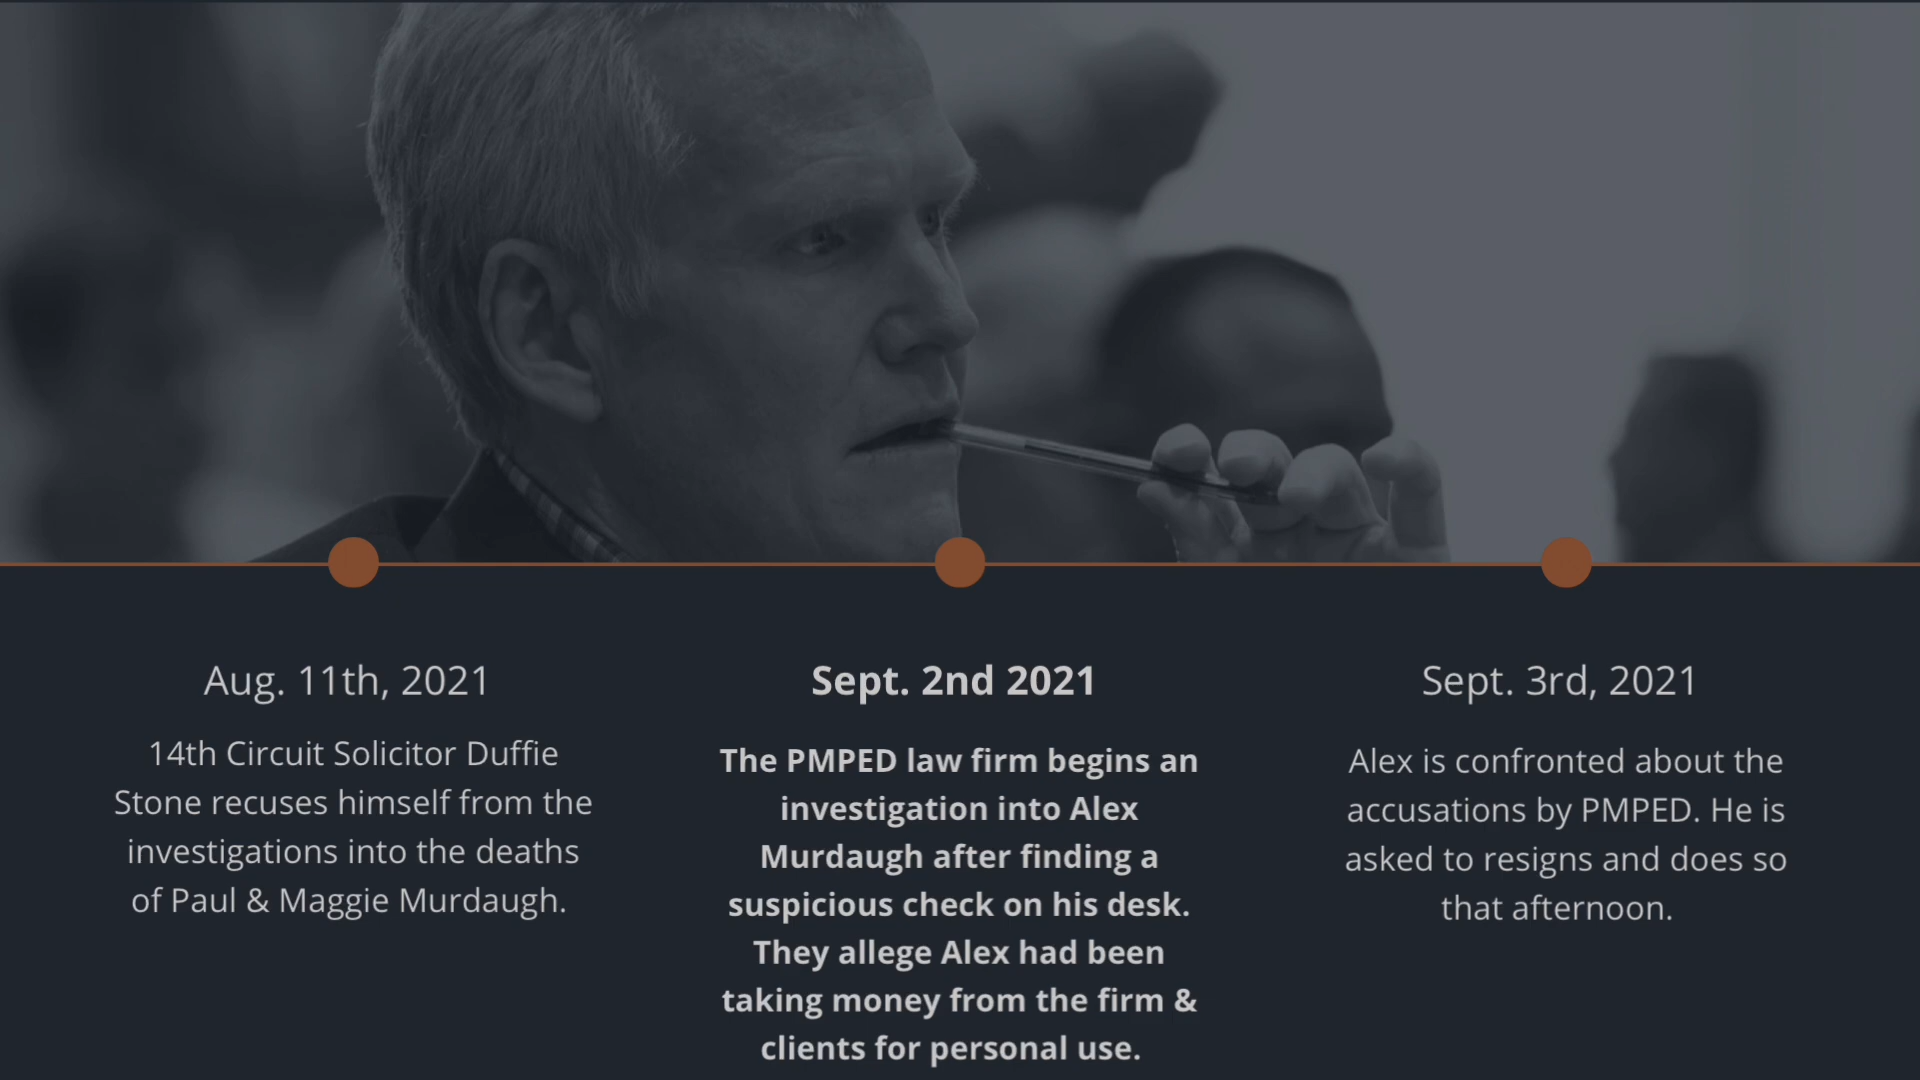 Aug. 11th, 2021
14th Circuit Solicitor Duffie
Stone recuses himself from the
investigations into the deaths
of Paul & Maggie Murdaugh.
Sept. 2nd 2021
The PMPED law firm begins an
investigation into Alex
Murdaugh after finding a
suspicious check on his desk.
They allege Alex had been
taking money from the firm &
clients for personal use.
Sept. 3rd, 2021
Alex is confronted about the
accusations by PMPED. He is
asked to resigns and does so
that afternoon.